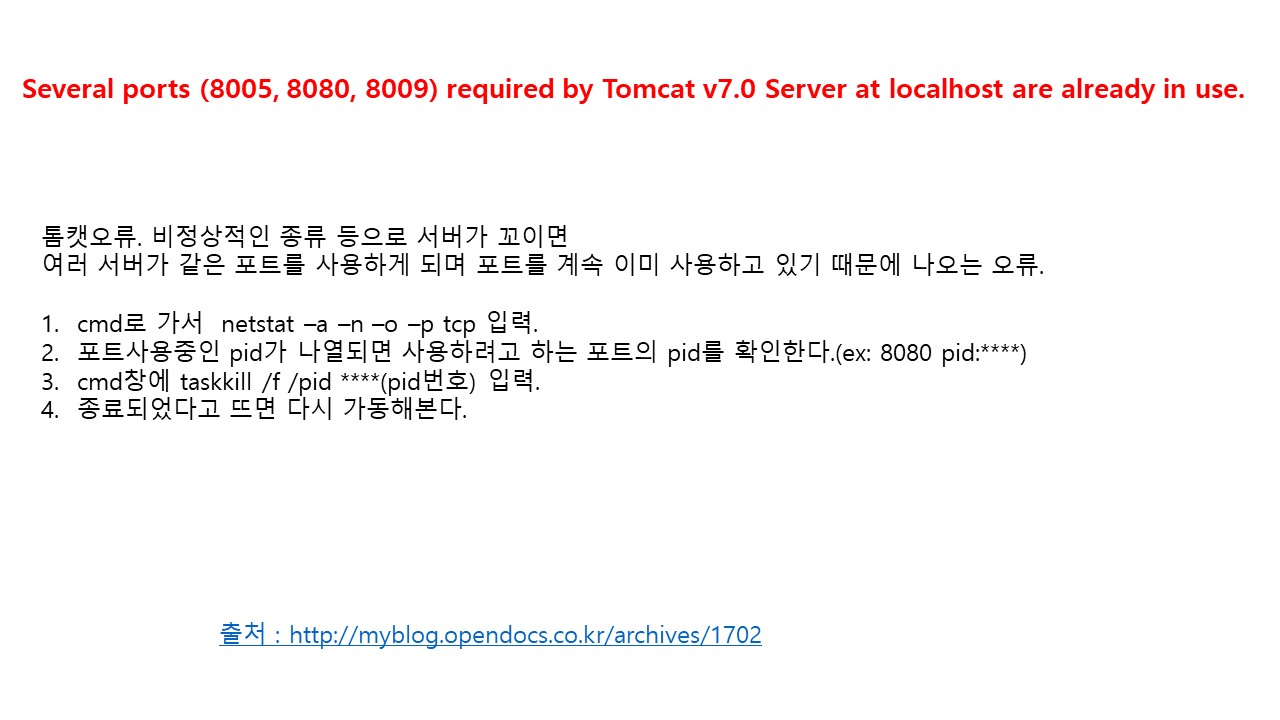 Several ports (8005, 8080, 8009) required by Tomcat v7.0 Server at localhost are already in use.
톰캣오류. 비정상적인 종류 등으로 서버가 꼬이면
여러 서버가 같은 포트를 사용하게 되며 포트를 계속 이미 사용하고 있기 때문에 나오는 오류.
1. cmd로 가서 netstat –a –n –o –p tcp 입력.
2. 포트사용중인 pid가 나열되면 사용하려고 하는 포트의 pid를 확인한다.(ex: 8080 pid:****)
3. cmd창에 taskkill /f /pid ****(pid번호) 입력.
4. 종료되었다고 뜨면 다시 가동해본다.
출처 : http://myblog.opendocs.co.kr/archives/1702